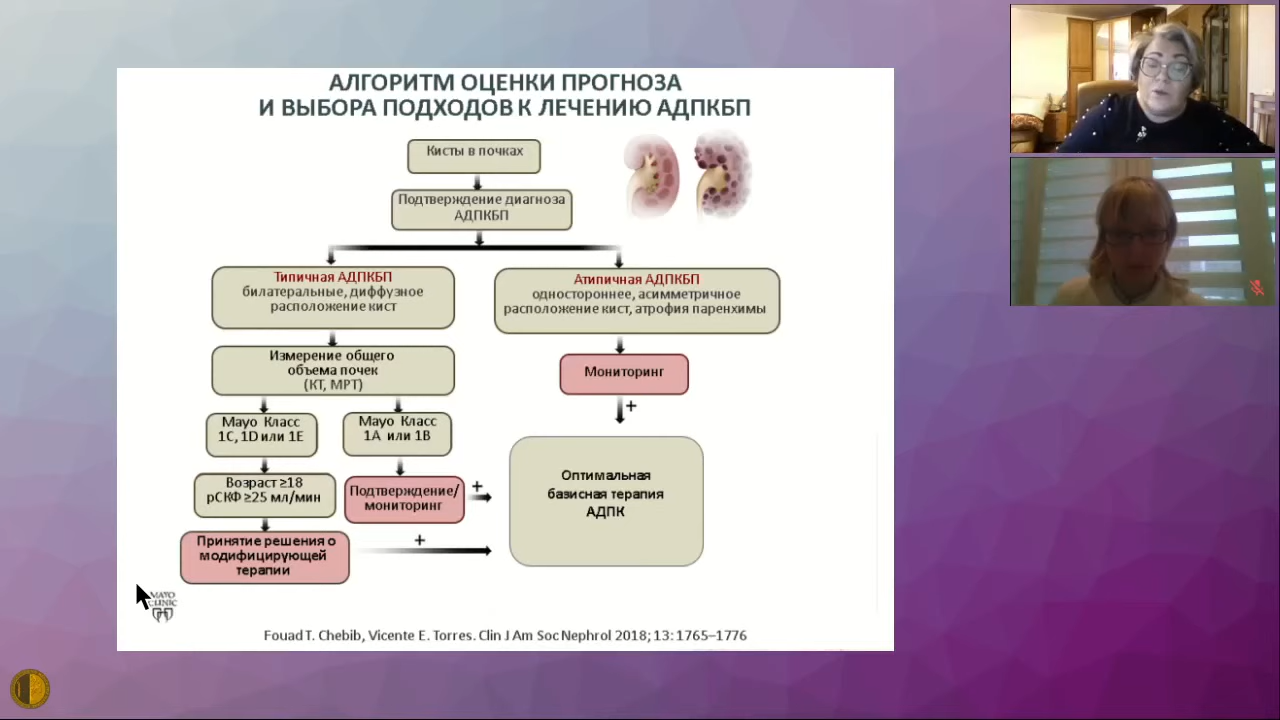 АЛГОРИТМ ОЦЕНКИ ПРОГНОЗА
И ВЫБОРА ПОДХОДОВ К ЛЕЧЕНИЮ АДПКБП
Кисты в почках
Подтверждение диагноза
АДПКБП
Типичная АДПКБП
билатеральные, диффузное
расположение кист
Атипичная АДПКБП
одностороннее, асимметричное
расположение кист, атрофия паренхимы
Измерение общего
объема почек
(КТ, МРТ)
Мониторинг
+
Мауо Класс
1C, 1D или 1E
Мауо Класс
1A или 1B
Возраст ≥18
рСКФ ≥25 мл/мин
Подтверждение/
мониторинг
+
Оптимальная
базисная терапия
АДПК
Принятие решения о
модифицирующей
терапии
+
MAYO
CLINIC
Fouad T. Chebib, Vicente E. Torres. Clin J Am Soc Nephrol 2018; 13: 1765–1776